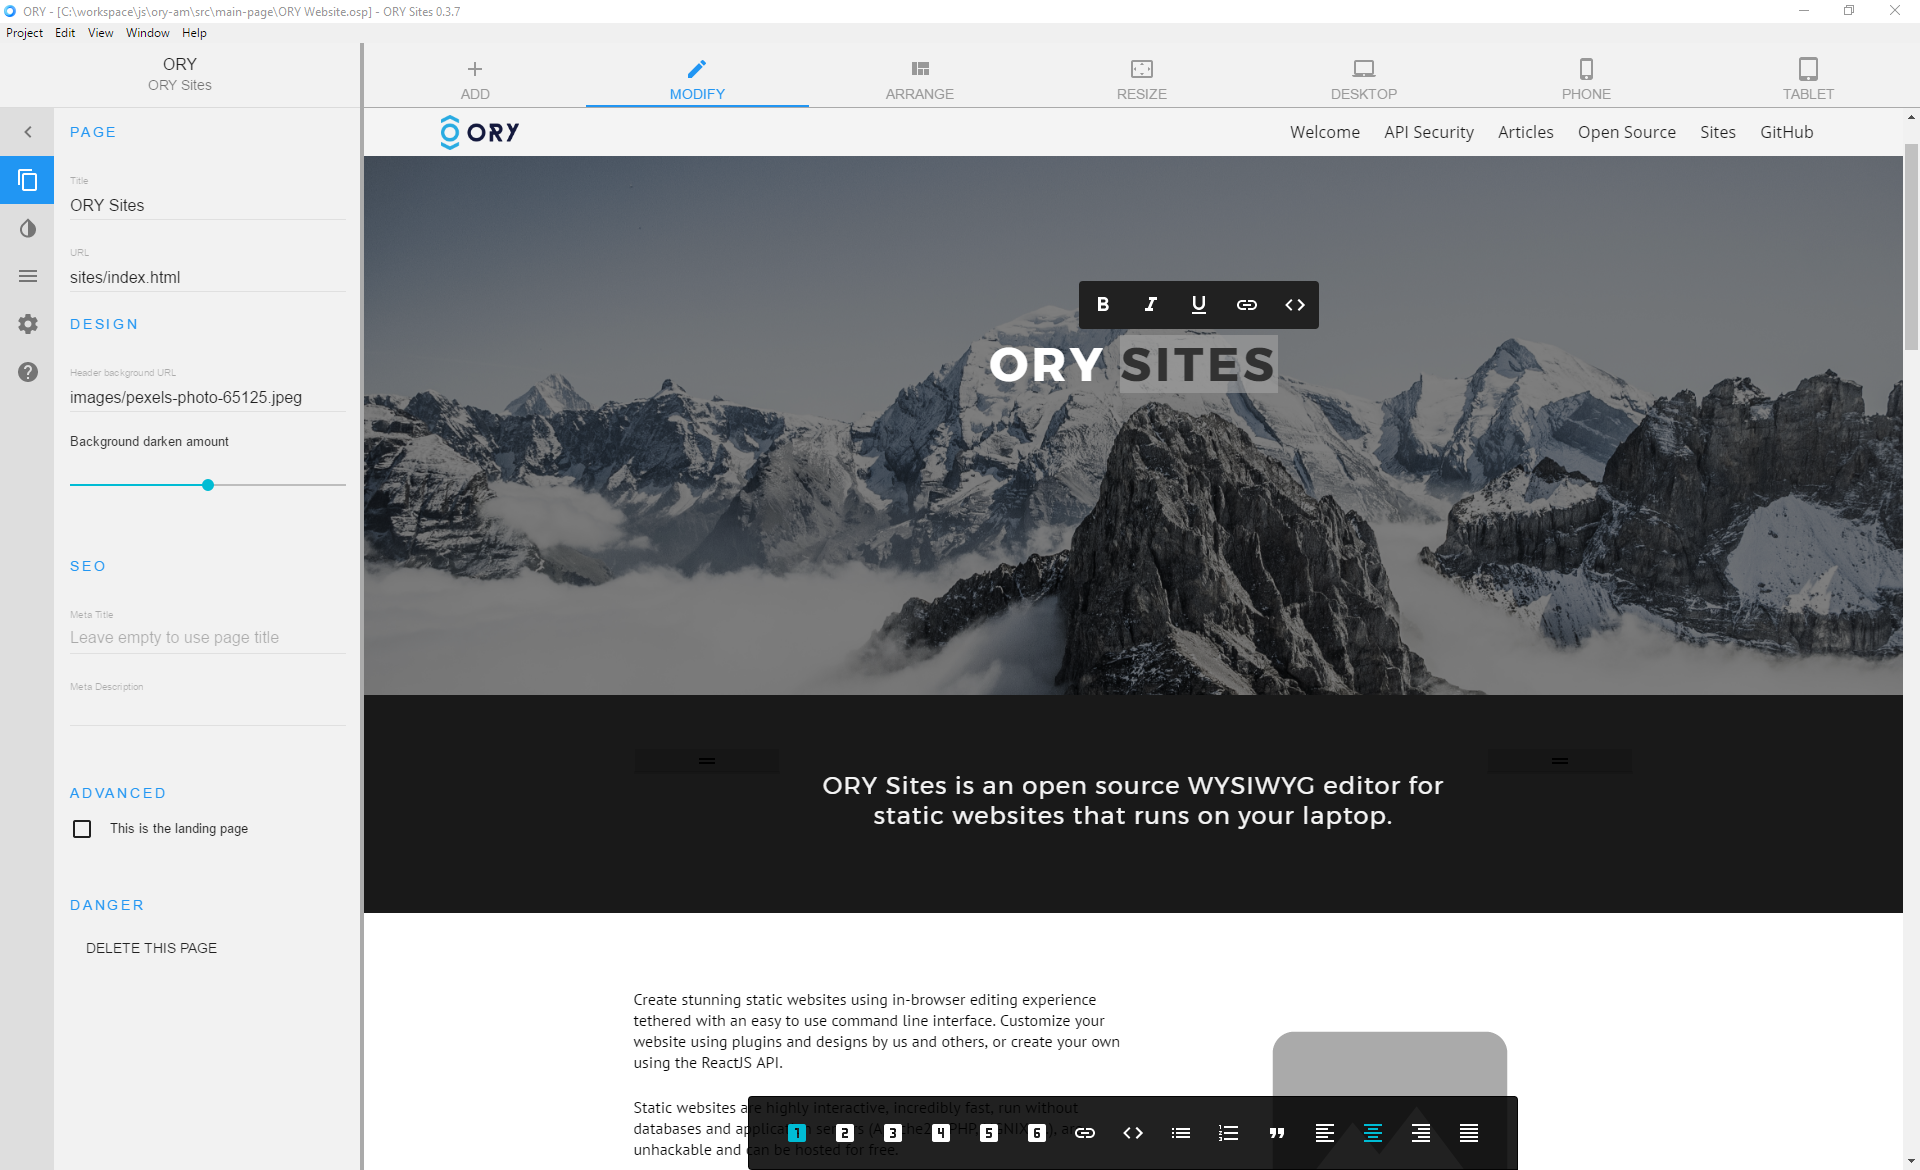 ORY - [C:\workspace\js\ory-am\src\main-page\ORY Website.osp] - ORY Sites 0.3.7
Project Edit View Window Help
ORY
ORY Sites
ADD
MODIFY
ARRANGE
RESIZE
DESKTOP
PHONE
TABLET
PAGE
Title
ORY Sites
URL
sites/index.html
DESIGN
Header background URL
images/pexels-photo-65125.jpeg
Background darken amount
SEO
Meta Title
Leave empty to use page title
Meta Description
ADVANCED
This is the landing page
DANGER
DELETE THIS PAGE
ORY
Welcome API Security Articles Open Source Sites GitHub
B I U
ORY SITES
ORY Sites is an open source WYSIWYG editor for
static websites that runs on your laptop.
Create stunning static websites using in-browser editing experience
tethered with an easy to use command line interface. Customize your
website using plugins and designs by us and others, or create your own
using the ReactJS API.
Static websites are highly interactive, incredibly fast, run without
databases and application servers
unhackable and can be hosted for free.
1 2 3 4 5 6